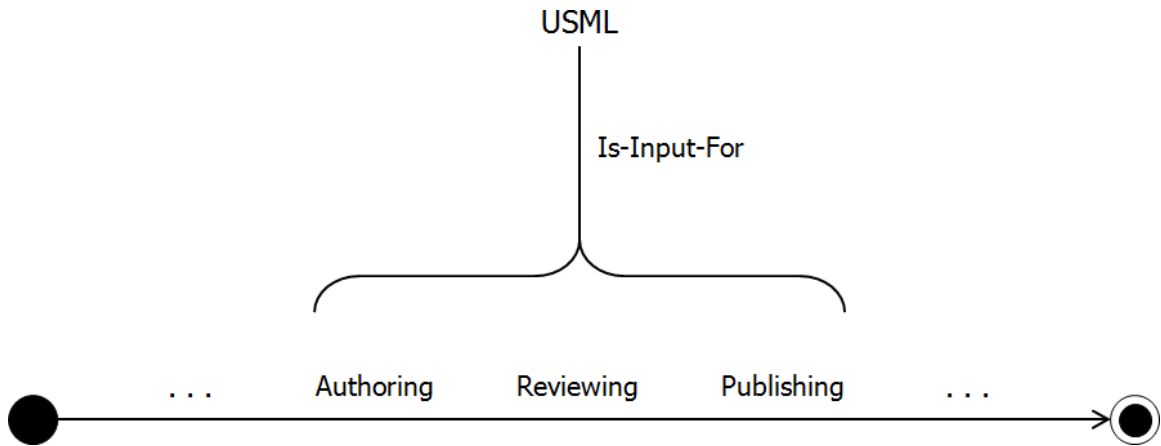 USML
Is-Input-For
. . . Authoring Reviewing Publishing . . .